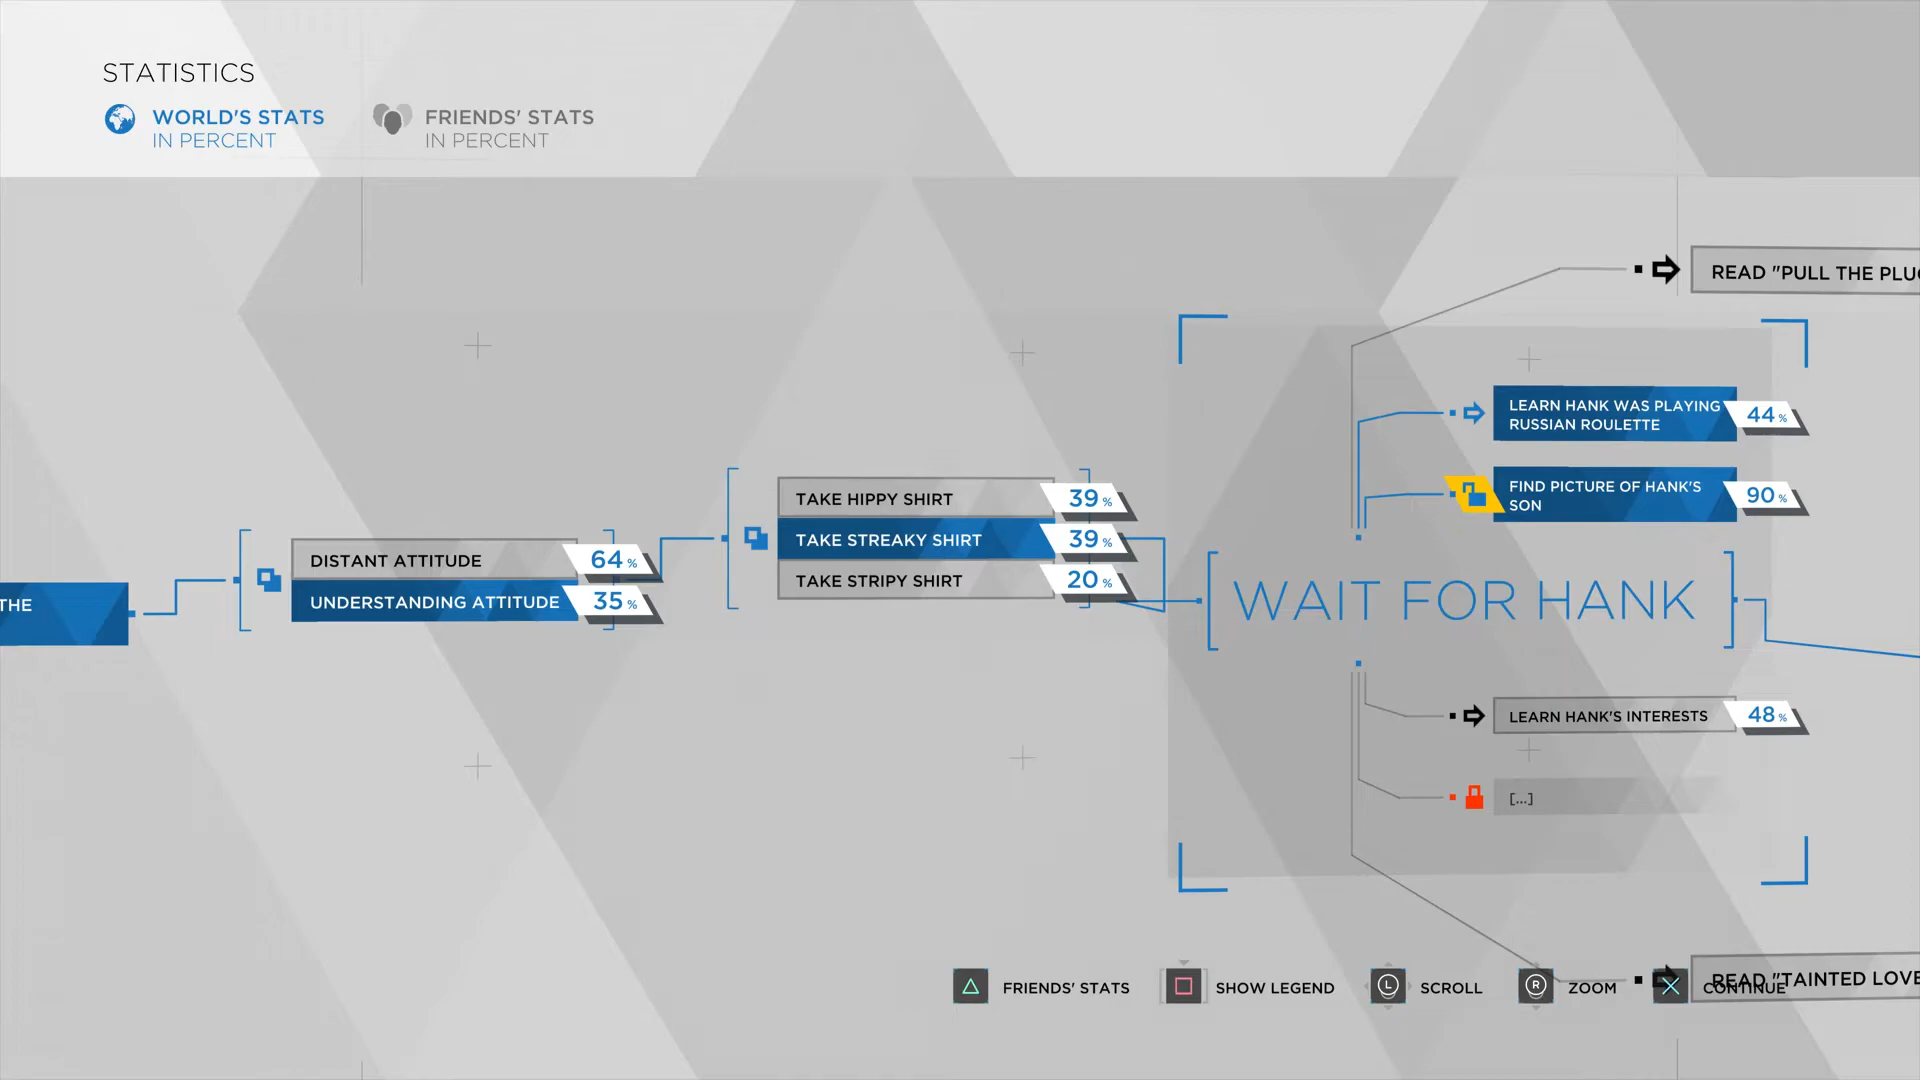 STATISTICS
WORLD'S STATS
IN PERCENT
FRIENDS' STATS
IN PERCENT
READ "PULL THE PLU
LEARN HANK WAS PLAYING
RUSSIAN ROULETTE
44 %
FIND PICTURE OF HANK'S
SON
90 %
TAKE HIPPY SHIRT
39 %
TAKE STREAKY SHIRT
39 %
TAKE STRIPY SHIRT
20 %
DISTANT ATTITUDE
64 %
UNDERSTANDING ATTITUDE
35 %
THE
WAIT FOR HANK
LEARN HANK'S INTERESTS
48 %
[...]
READ "TAINTED LOVE
FRIENDS' STATS
SHOW LEGEND
L
SCROLL
R
ZOOM
CONTINUE